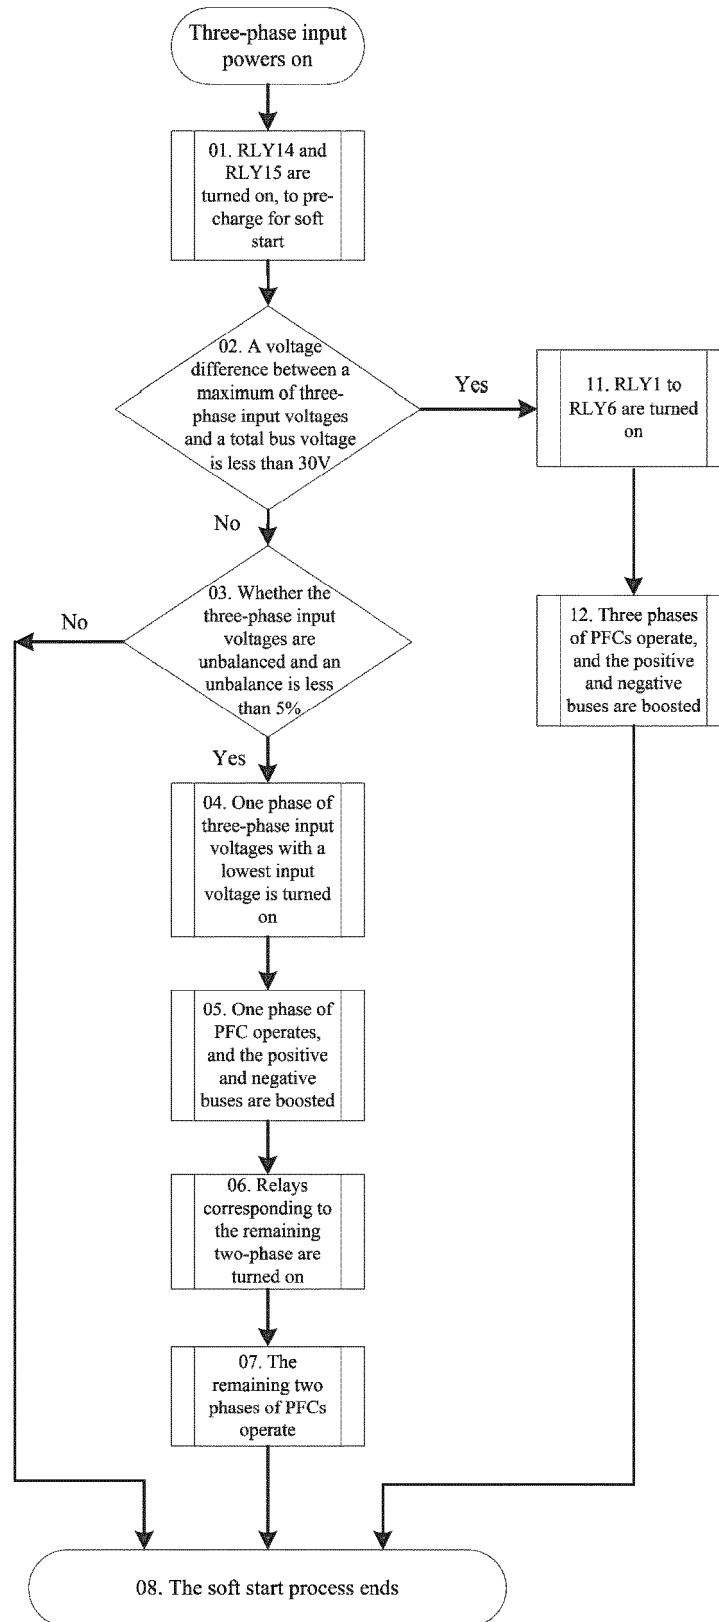 Three-phase input
powers on
01. RLY14 and
RLY15 are
turned on, to pre-
charge for soft
start
02. A voltage
difference between a
maximum of three-
phase input voltages
and a total bus voltage
is less than 30V
Yes
11. RLY1 to
RLY6 are turned
on
No
03. Whether the
three-phase input
voltages are
unbalanced and an
unbalance is less
than 5%
No
12. Three phases
of PFCs operate,
and the positive
and negative
buses are boosted
Yes
04. One phase of
three-phase input
voltages with a
lowest input
voltage is turned
on
05. One phase of
PFC operates,
and the positive
and negative
buses are boosted
06. Relays
corresponding to
the remaining
two-phase are
turned on
07. The
remaining two
phases of PFCs
operate
08. The soft start process ends